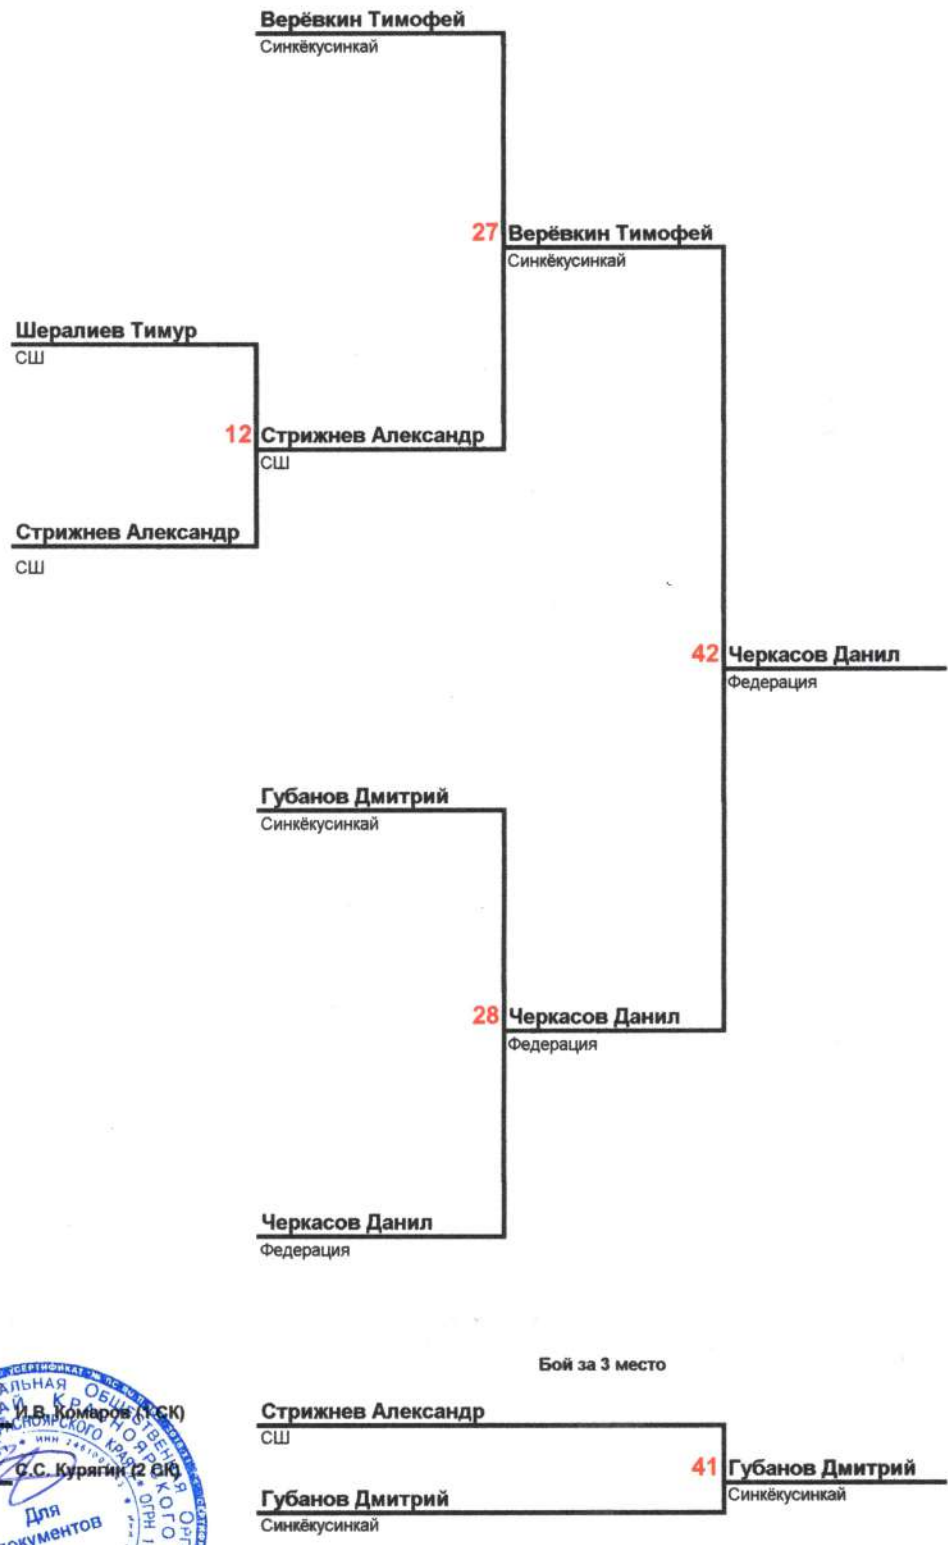 Верёвкин Тимофей
Синкёкусинкай
27 Верёвкин Тимофей
Синкёкусинкай
Шералиев Тимур
СШ
12 Стрижнев Александр
СШ
Стрижнев Александр
СШ
42 Черкасов Данил
Федерация
Губанов Дмитрий
Синкёкусинкай
28 Черкасов Данил
Федерация
Черкасов Данил
Федерация
Бой за 3 место
И.В. Комаров (1 СК)
Стрижнев Александр
СШ
С.С. Курягин (2 СК)
41 Губанов Дмитрий
Синкёкусинкай
Губанов Дмитрий
Синкёкусинкай
Для